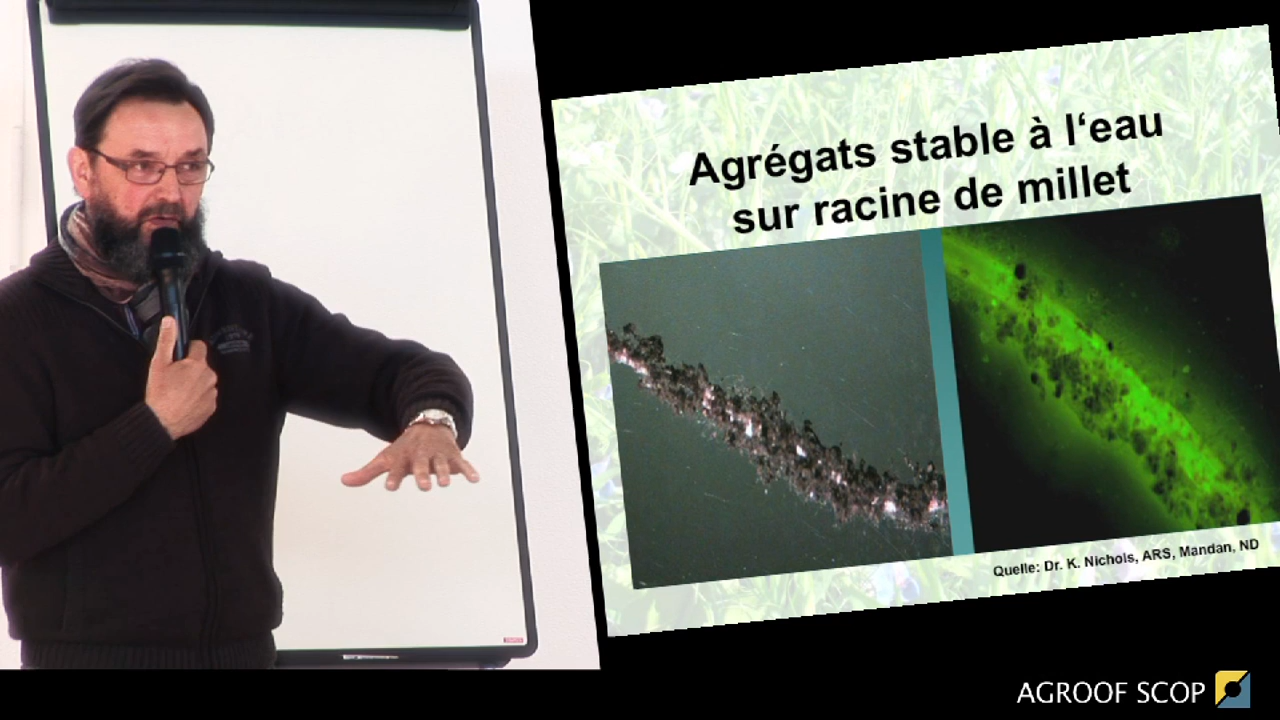 Agrégats stable à l‘eau
sur racine de millet
Quelle: Dr. K. Nichols, ARS, Mandan, ND
AGROOF SCOP